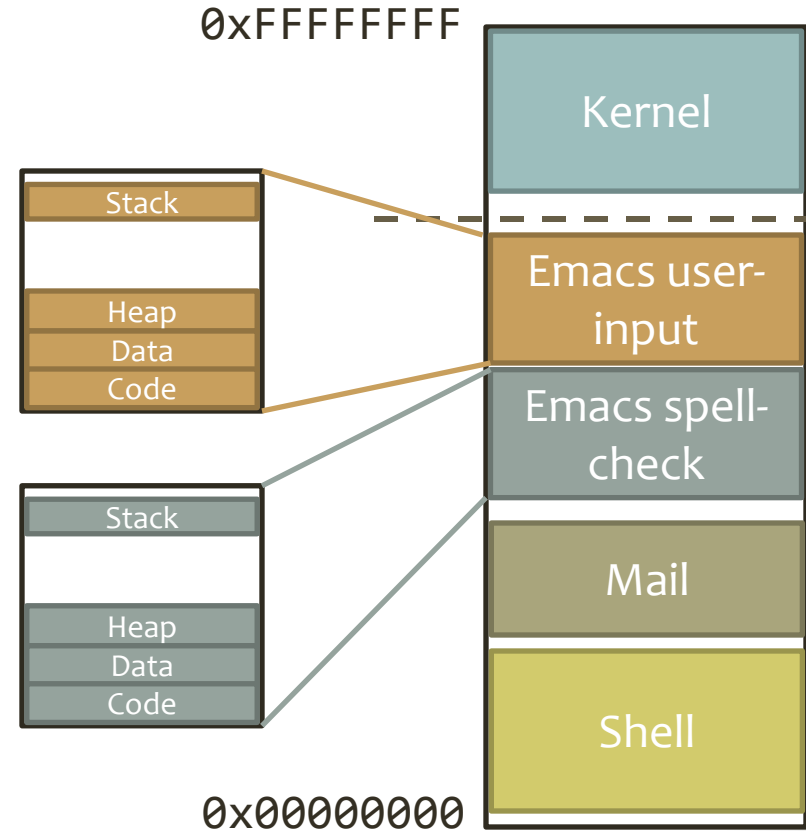 0xFFFFFFFF
Kernel
Stack
Heap
Data
Code
Emacs user-
input
Emacs spell-
check
Stack
Heap
Data
Code
Mail
Shell
0x00000000